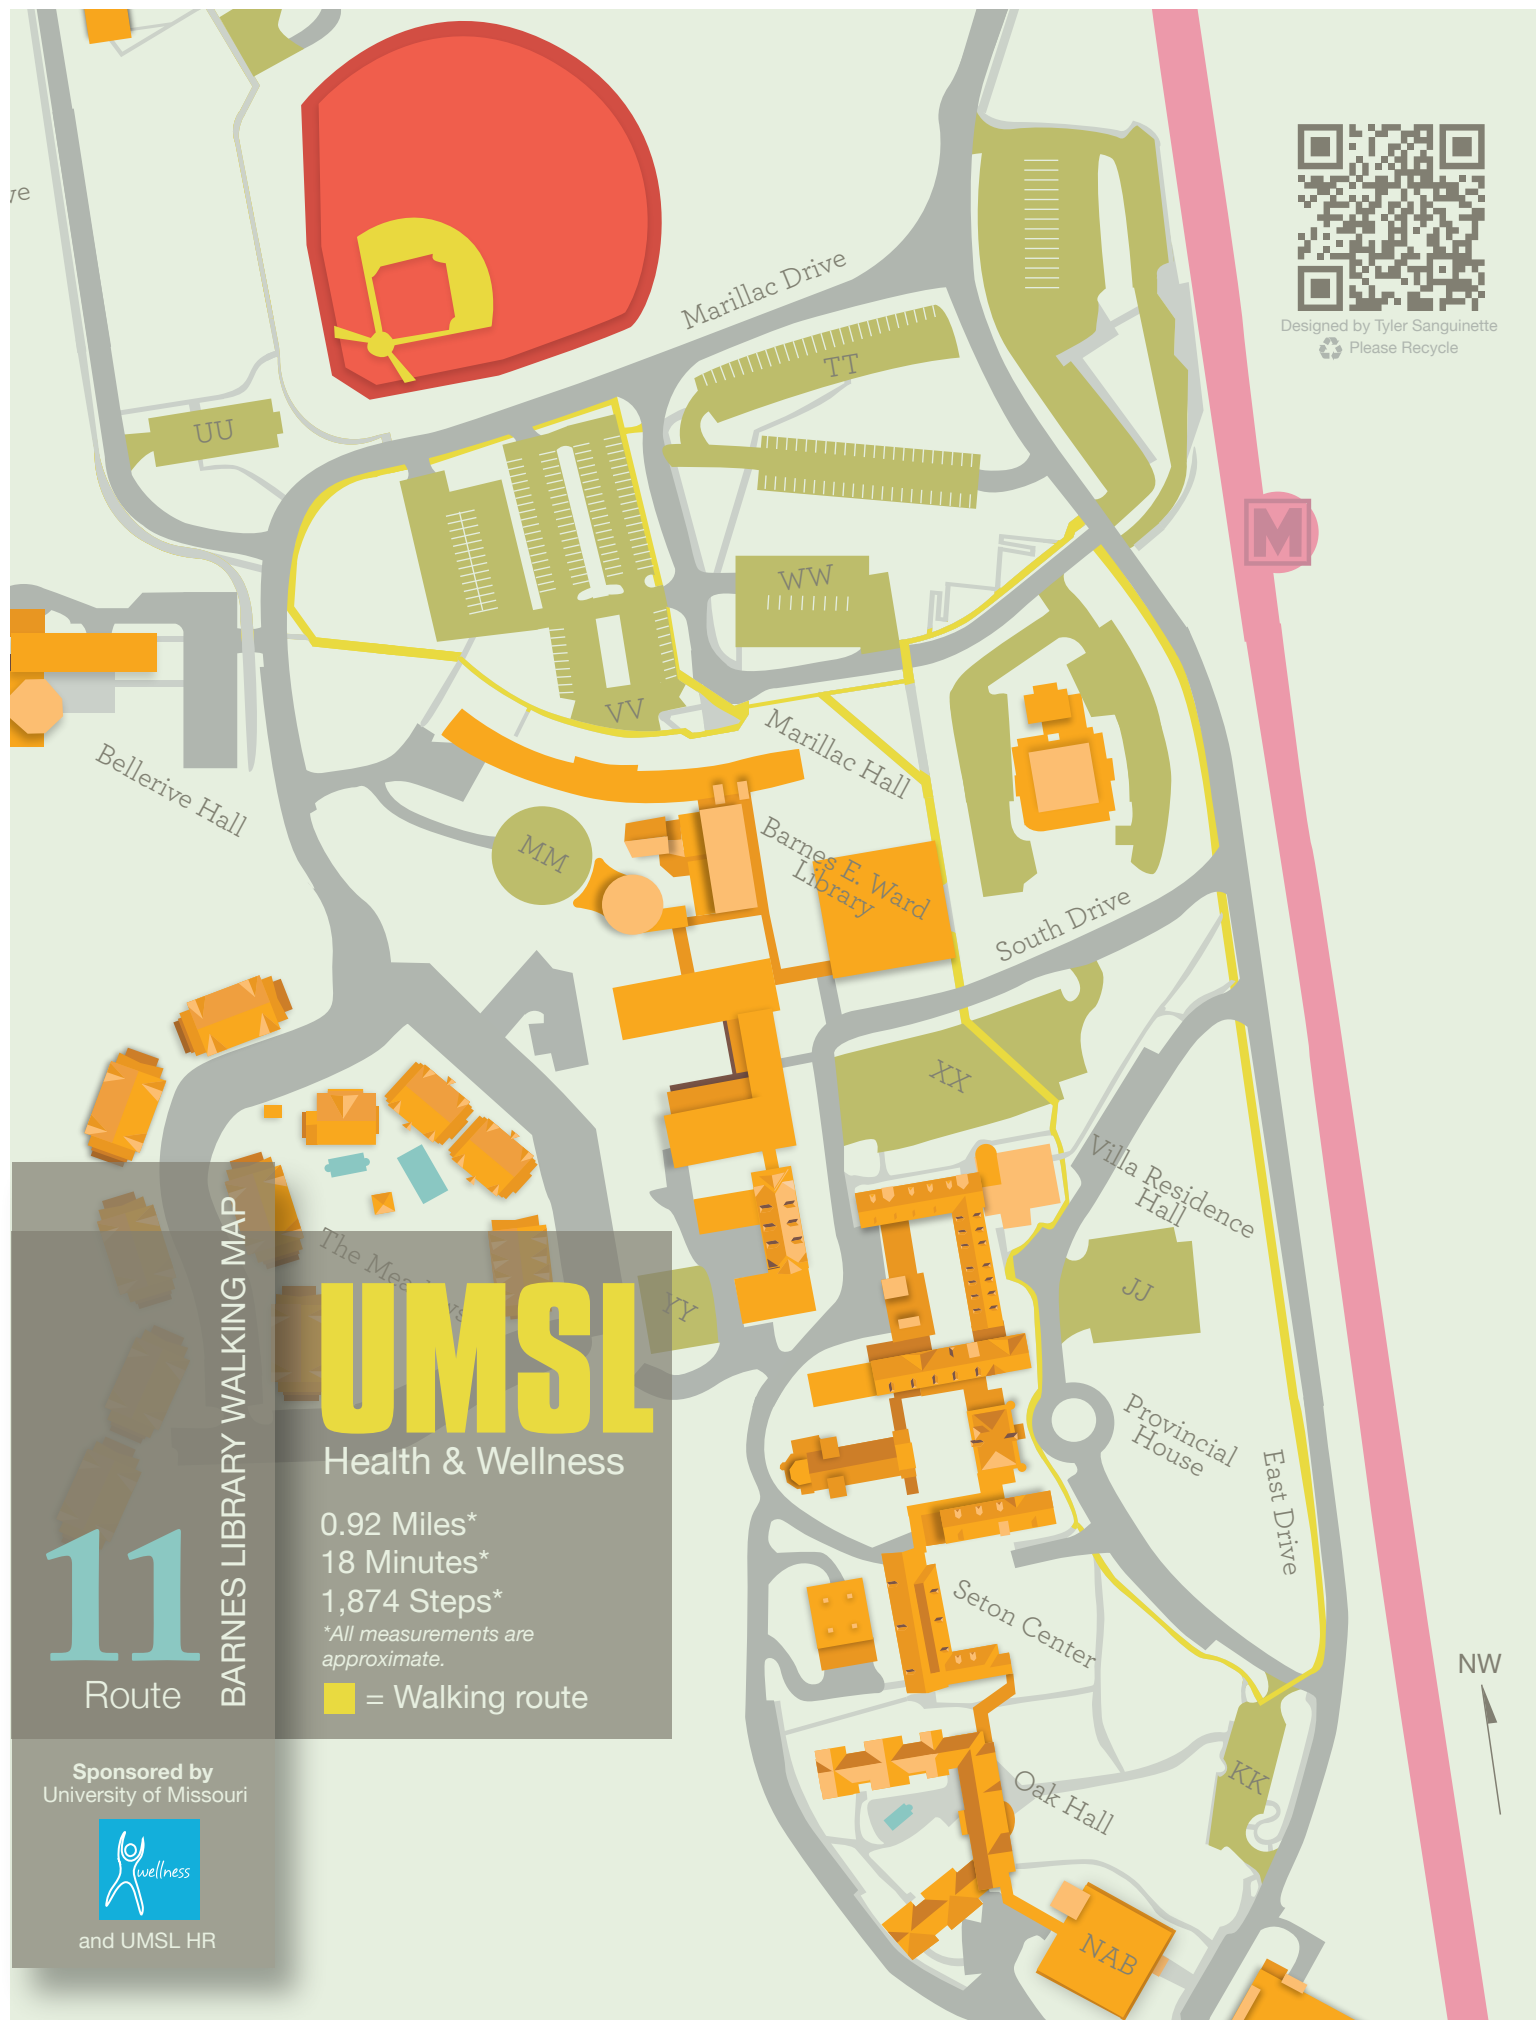 ve
Designed by Tyler Sanguinette
Please Recycle
Marillac Drive
TT
UU
M
WW
VV
Marillac Hall
Bellerive Hall
MM
Barnes E. Ward
Library
South Drive
XX
Villa Residence
Hall
JJ
YY
Provincial
House
East Drive
Seton Center
Oak Hall
KK
NAB
NW
The Meadows
BARNES LIBRARY WALKING MAP
11
Route
UMSL
Health & Wellness
0.92 Miles*
18 Minutes*
1,874 Steps*
*All measurements are
approximate.
= Walking route
Sponsored by
University of Missouri
wellness
and UMSL HR